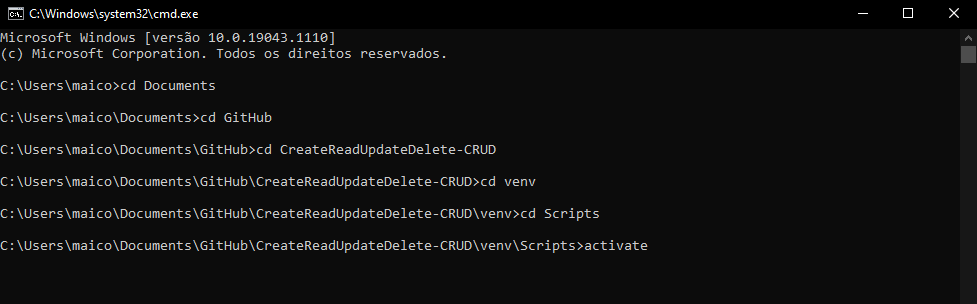 C:\Windows\system32\cmd.exe
Microsoft Windows [versão 10.0.19043.1110]
(c) Microsoft Corporation. Todos os direitos reservados.
C:\Users\maico>cd Documents
C:\Users\maico\Documents>cd GitHub
C:\Users\maico\Documents\GitHub>cd CreateReadUpdateDelete-CRUD
C:\Users\maico\Documents\GitHub\CreateReadUpdateDelete-CRUD>cd venv
C:\Users\maico\Documents\GitHub\CreateReadUpdateDelete-CRUD\venv>cd Scripts
C:\Users\maico\Documents\GitHub\CreateReadUpdateDelete-CRUD\venv\Scripts>activate